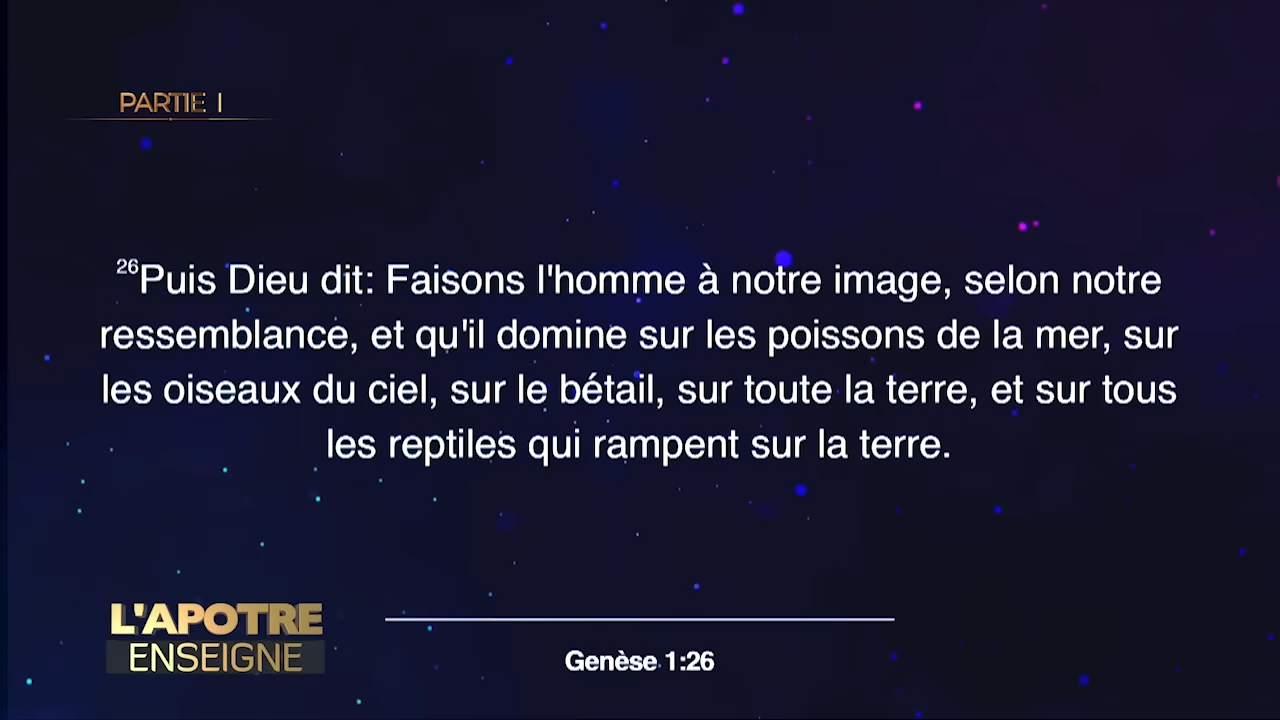 PARTIE I
26Puis Dieu dit: Faisons l'homme à notre image, selon notre
ressemblance, et qu'il domine sur les poissons de la mer, sur
les oiseaux du ciel, sur le bétail, sur toute la terre, et sur tous
les reptiles qui rampent sur la terre.
L'APOTRE
ENSEIGNE
Genèse 1:26